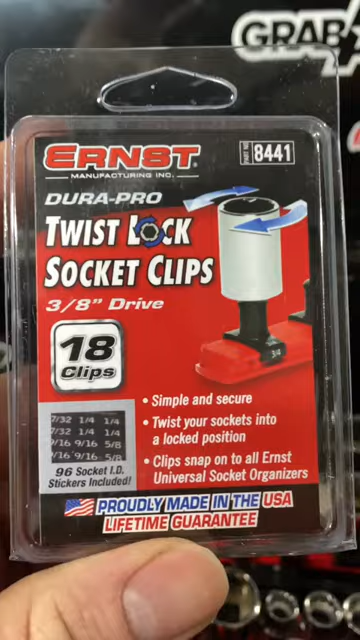 GRAB
ERNST
MANUFACTURING INC.
PART NO 8441
DURA-PRO
TWIST LOCK
SOCKET CLIPS
3/8" Drive
18
Clips
3/4
• Simple and secure
• Twist your sockets into
a locked position
• Clips snap on to all Ernst
Universal Socket Organizers
7/32 1/4 1/4
7/32 1/4 1/4
9/16 9/16 5/8
9/16 9/16 5/8
96 Socket I.D.
Stickers Included!
PROUDLY MADE IN THE USA
LIFETIME GUARANTEE